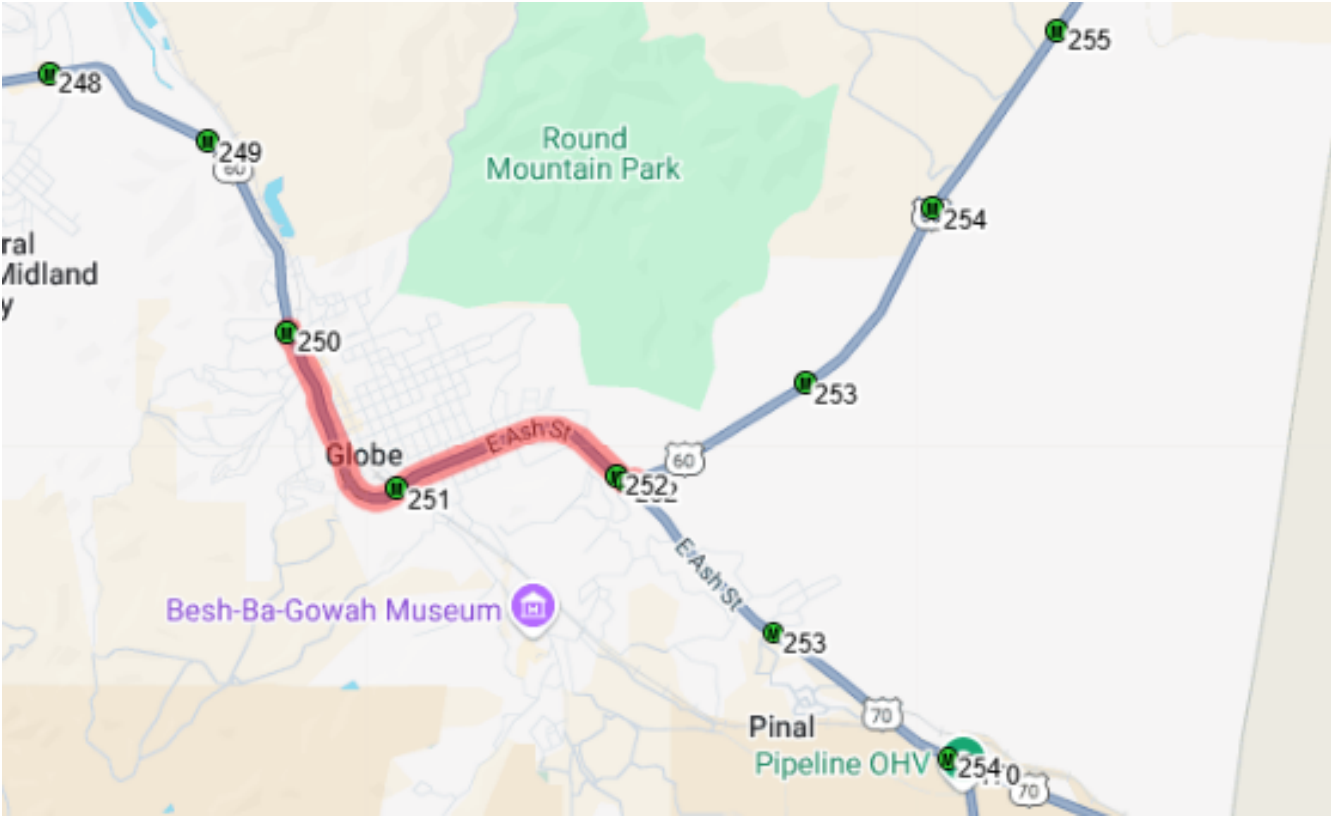 255
248
249
60
Round
Mountain Park
254
ral
Midland
y
250
253
E Ash St
Globe
60
252
251
E Ash St
Besh-Ba-Gowah Museum
253
70
Pinal
Pipeline OHV
254
70